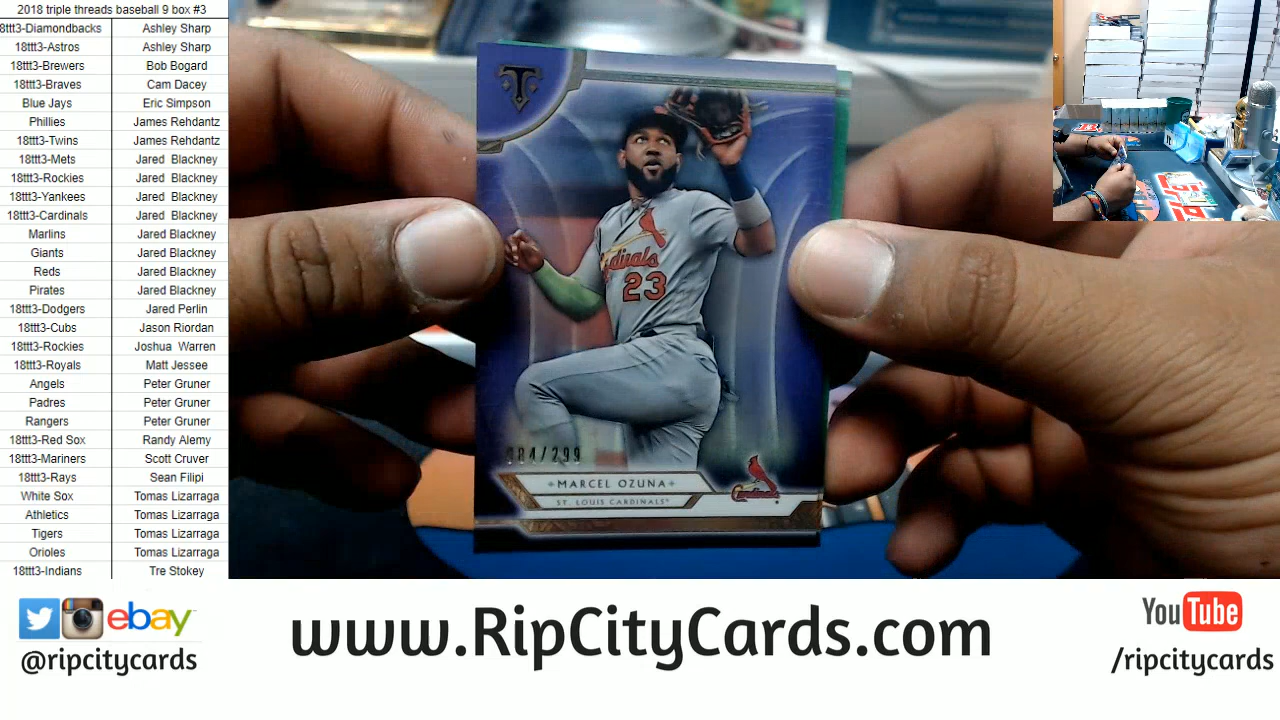 2018 triple threads baseball 9 box #3
18ttt3-Diamondbacks Ashley Sharp
18ttt3-Astros Ashley Sharp
18ttt3-Brewers Bob Bogard
18ttt3-Braves Cam Dacey
Blue Jays Eric Simpson
Phillies James Rehdantz
18ttt3-Twins James Rehdantz
18ttt3-Mets Jared Blackney
18ttt3-Rockies Jared Blackney
18ttt3-Yankees Jared Blackney
18ttt3-Cardinals Jared Blackney
Marlins Jared Blackney
Giants Jared Blackney
Reds Jared Blackney
Pirates Jared Blackney
18ttt3-Dodgers Jared Perlin
18ttt3-Cubs Jason Riordan
18ttt3-Rockies Joshua Warren
18ttt3-Royals Matt Jessee
Angels Peter Gruner
Padres Peter Gruner
Rangers Peter Gruner
18ttt3-Red Sox Randy Alemy
18ttt3-Mariners Scott Cruver
18ttt3-Rays Sean Filipi
White Sox Tomas Lizarraga
Athletics Tomas Lizarraga
Tigers Tomas Lizarraga
Orioles Tomas Lizarraga
18ttt3-Indians Tre Stokey
Cardinals
23
MARCEL OZUNA
ST. LOUIS CARDINALS
Cardinals
ebay
@ripcitycards
www.RipCityCards.com
YouTube
/ripcitycards